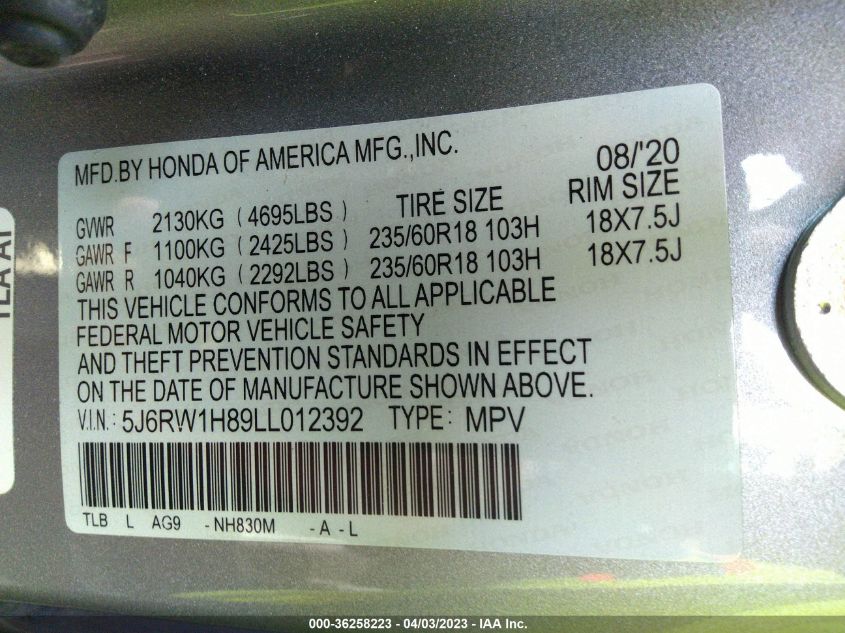 MFD.BY HONDA OF AMERICA MFG.,INC. 08/'20
TIRE SIZE RIM SIZE
GVWR 2130KG (4695LBS)
GAWR F 1100KG (2425LBS) 235/60R18 103H 18X7.5J
GAWR R 1040KG (2292LBS) 235/60R18 103H 18X7.5J
THIS VEHICLE CONFORMS TO ALL APPLICABLE
FEDERAL MOTOR VEHICLE SAFETY
AND THEFT PREVENTION STANDARDS IN EFFECT
ON THE DATE OF MANUFACTURE SHOWN ABOVE.
V.I.N.: 5J6RW1H89LL012392 TYPE: MPV
TLB L AG9 -NH830M -A -L
TLA A1
000-36258223 - 04/03/2023 - IAA Inc.